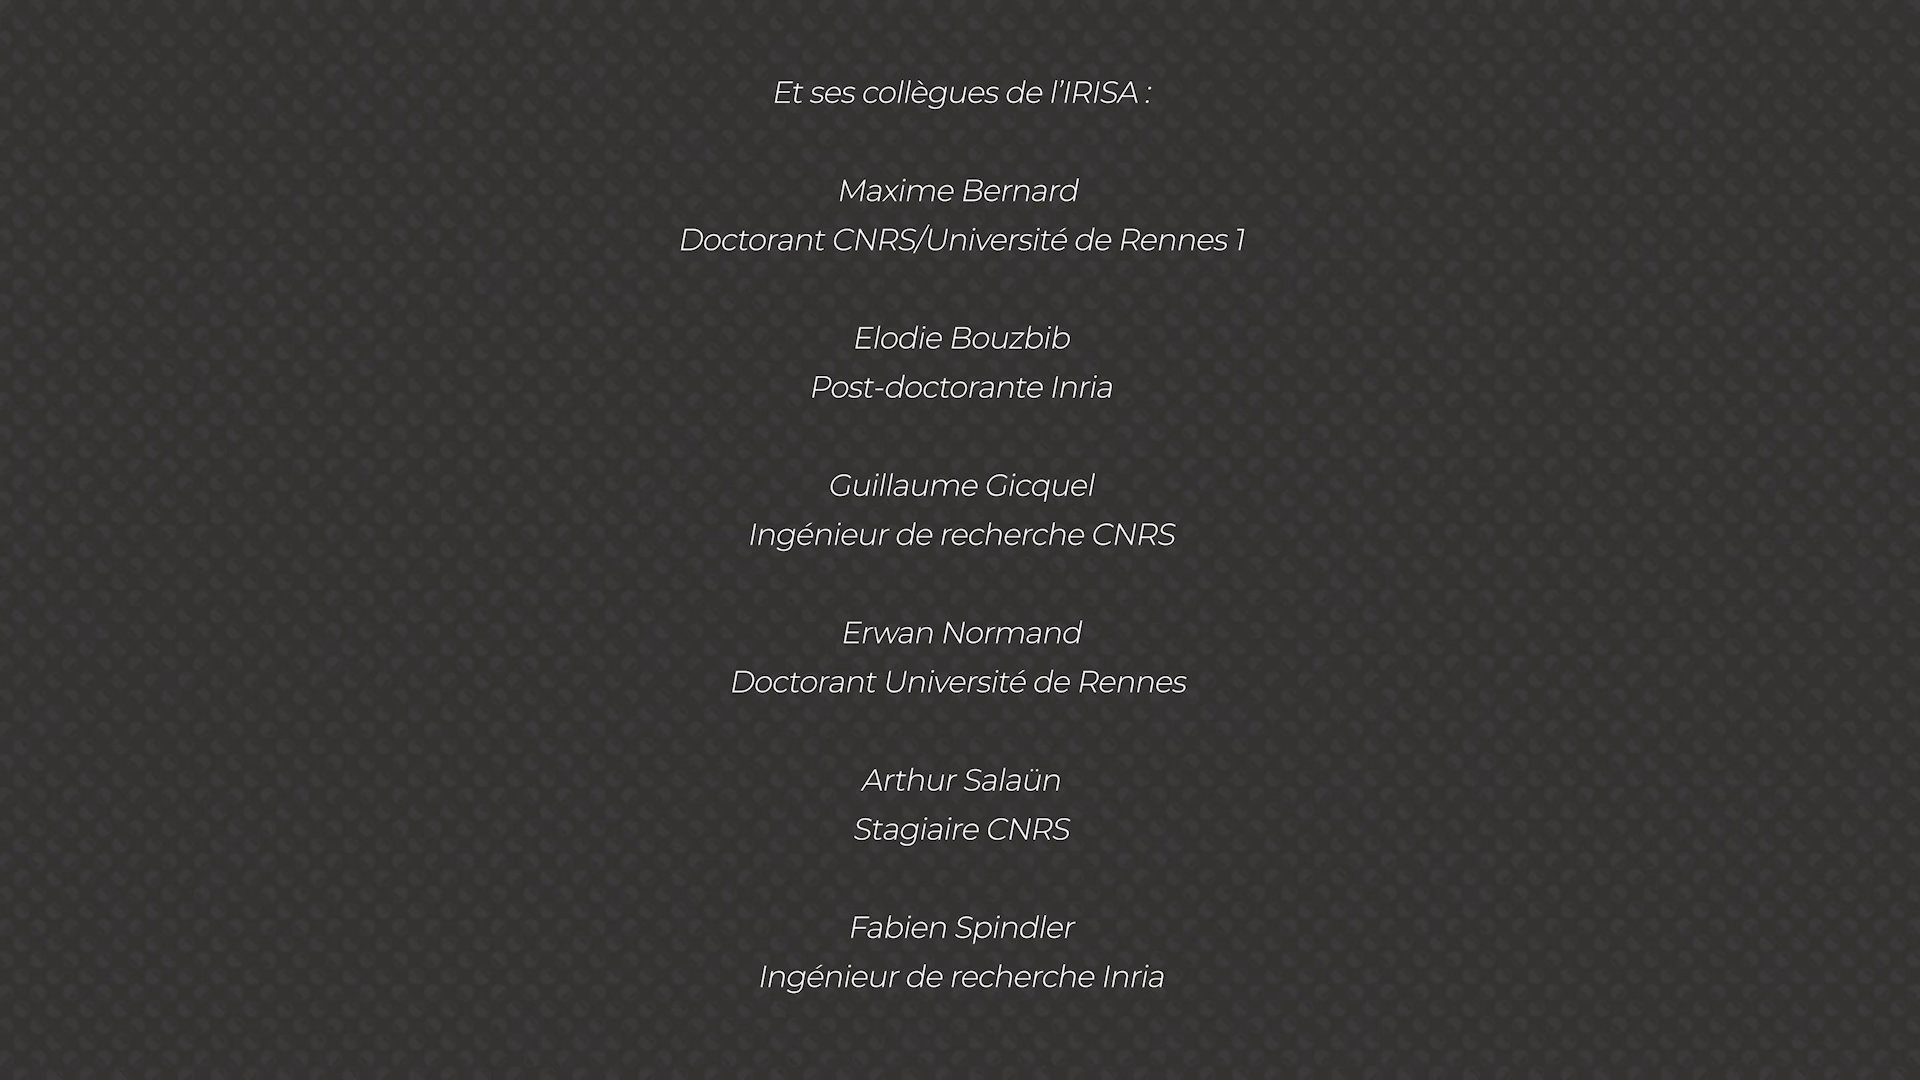 Et ses collègues de l’IRISA :
Maxime Bernard
Doctorant CNRS/Université de Rennes 1
Elodie Bouzbib
Post-doctorante Inria
Guillaume Gicquel
Ingénieur de recherche CNRS
Erwan Normand
Doctorant Université de Rennes
Arthur Salaün
Stagiaire CNRS
Fabien Spindler
Ingénieur de recherche Inria